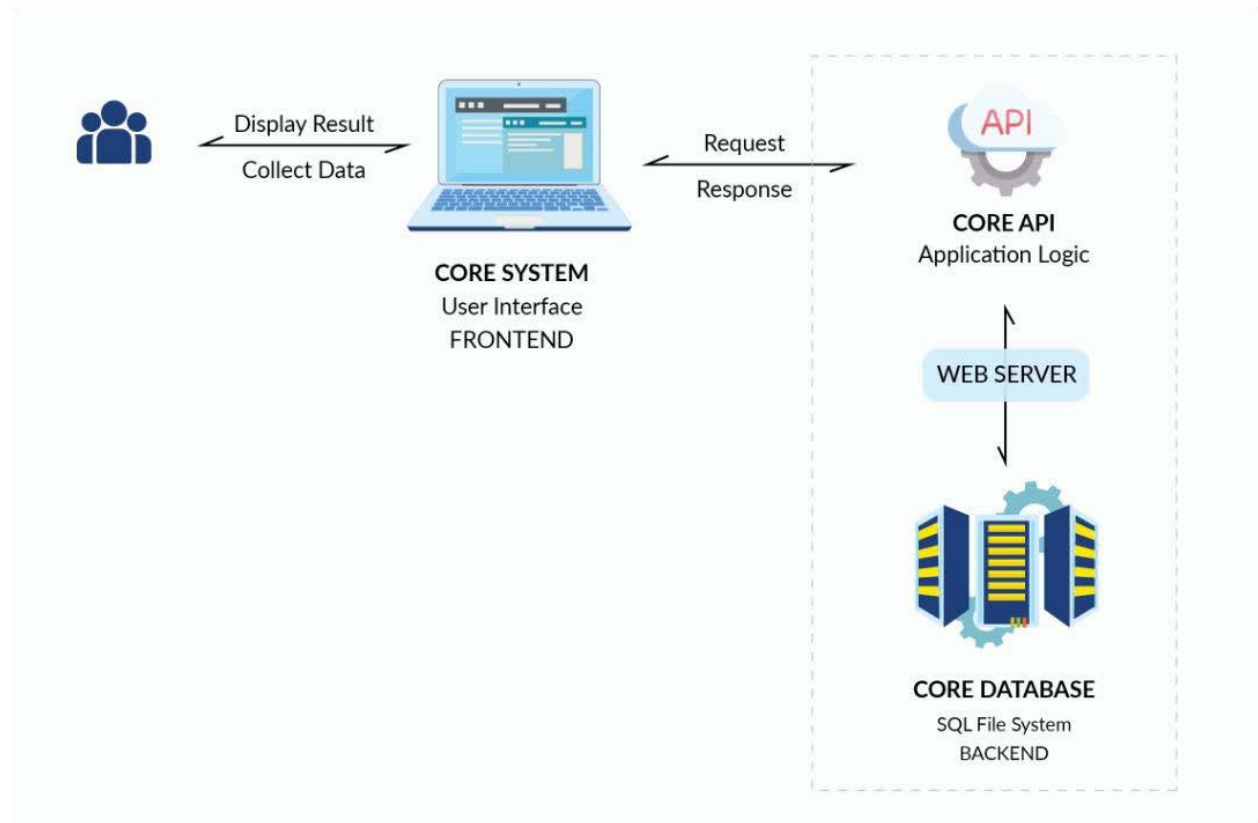 Display Result
Collect Data
Request
Response
API
CORE SYSTEM
User Interface
FRONTEND
CORE API
Application Logic
WEB SERVER
CORE DATABASE
SQL File System
BACKEND